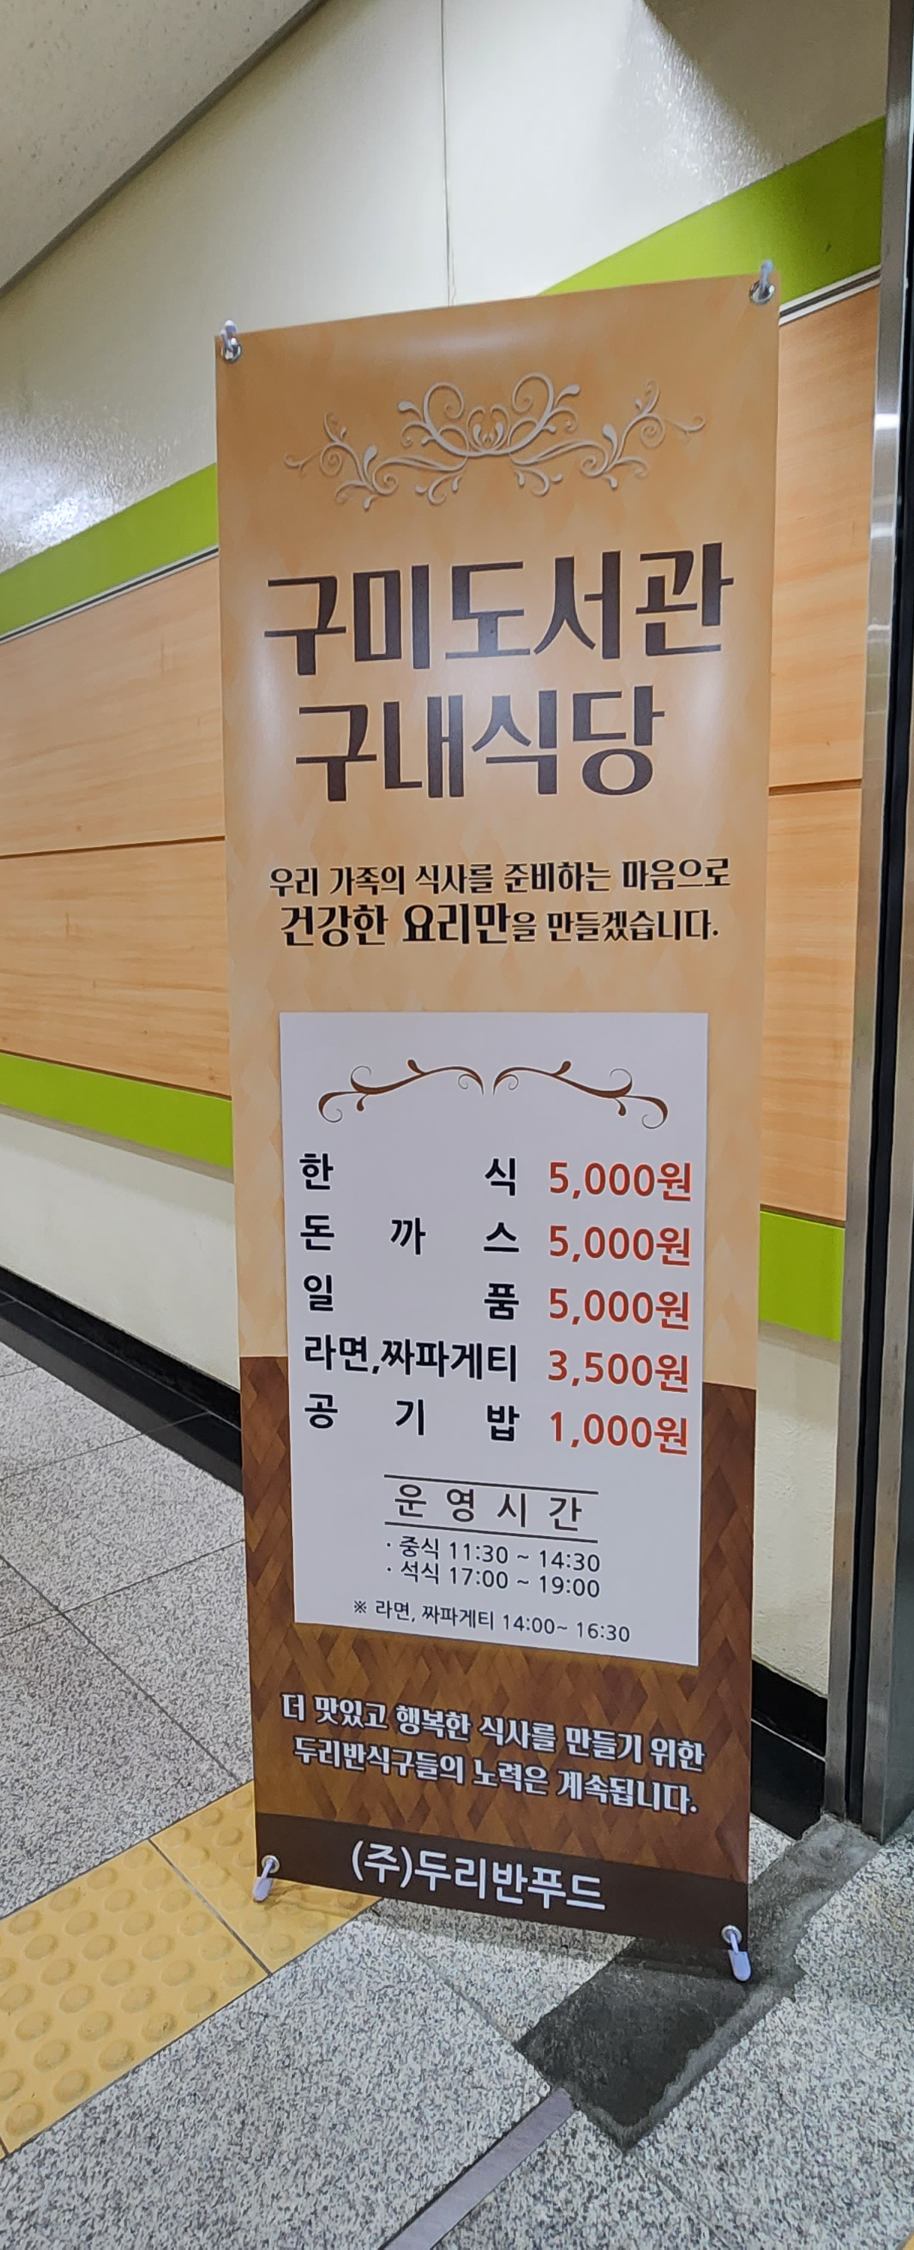 구미도서관
구내식당
우리 가족의 식사를 준비하는 마음으로
건강한 요리만을 만들겠습니다.
한 식 5,000원
돈 까 스 5,000원
일 품 5,000원
라면,짜파게티 3,500원
공 기 밥 1,000원
운 영 시 간
· 중식 11:30 ~ 14:30
· 석식 17:00 ~ 19:00
※ 라면, 짜파게티 14:00~ 16:30
더 맛있고 행복한 식사를 만들기 위한
두리반식구들의 노력은 계속됩니다.
(주)두리반푸드